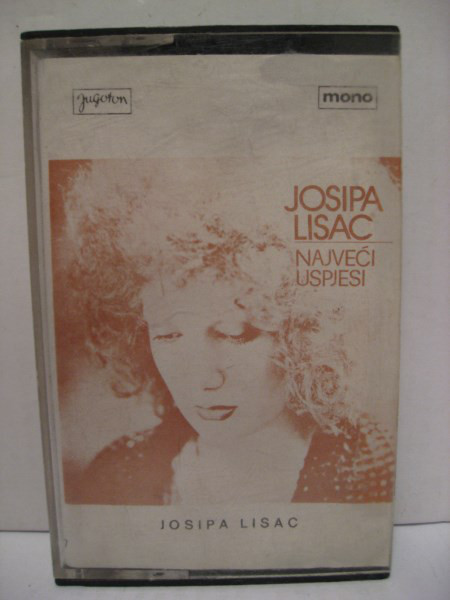 Jugoton
mono
JOSIPA
LISAC
NAJVEĆI
USPJESI
JOSIPA LISAC